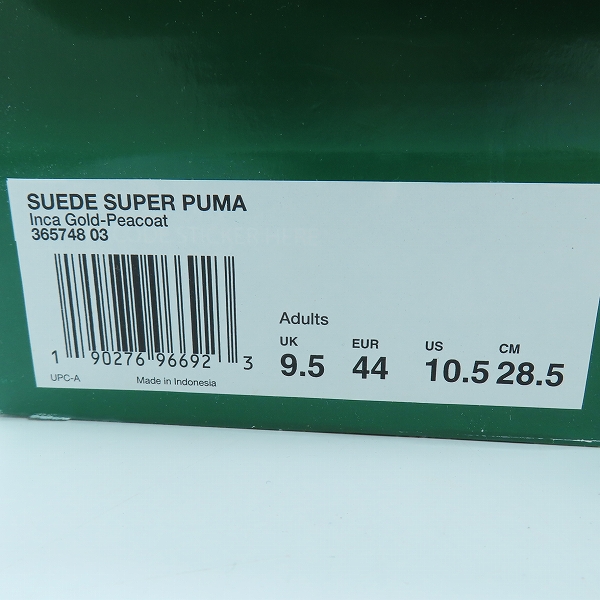 SUEDE SUPER PUMA
Inca Gold-Peacoat
365748 03
1 90276 96692 3
UPC-A Made in Indonesia
Adults
UK EUR US CM
9.5 44 10.5 28.5